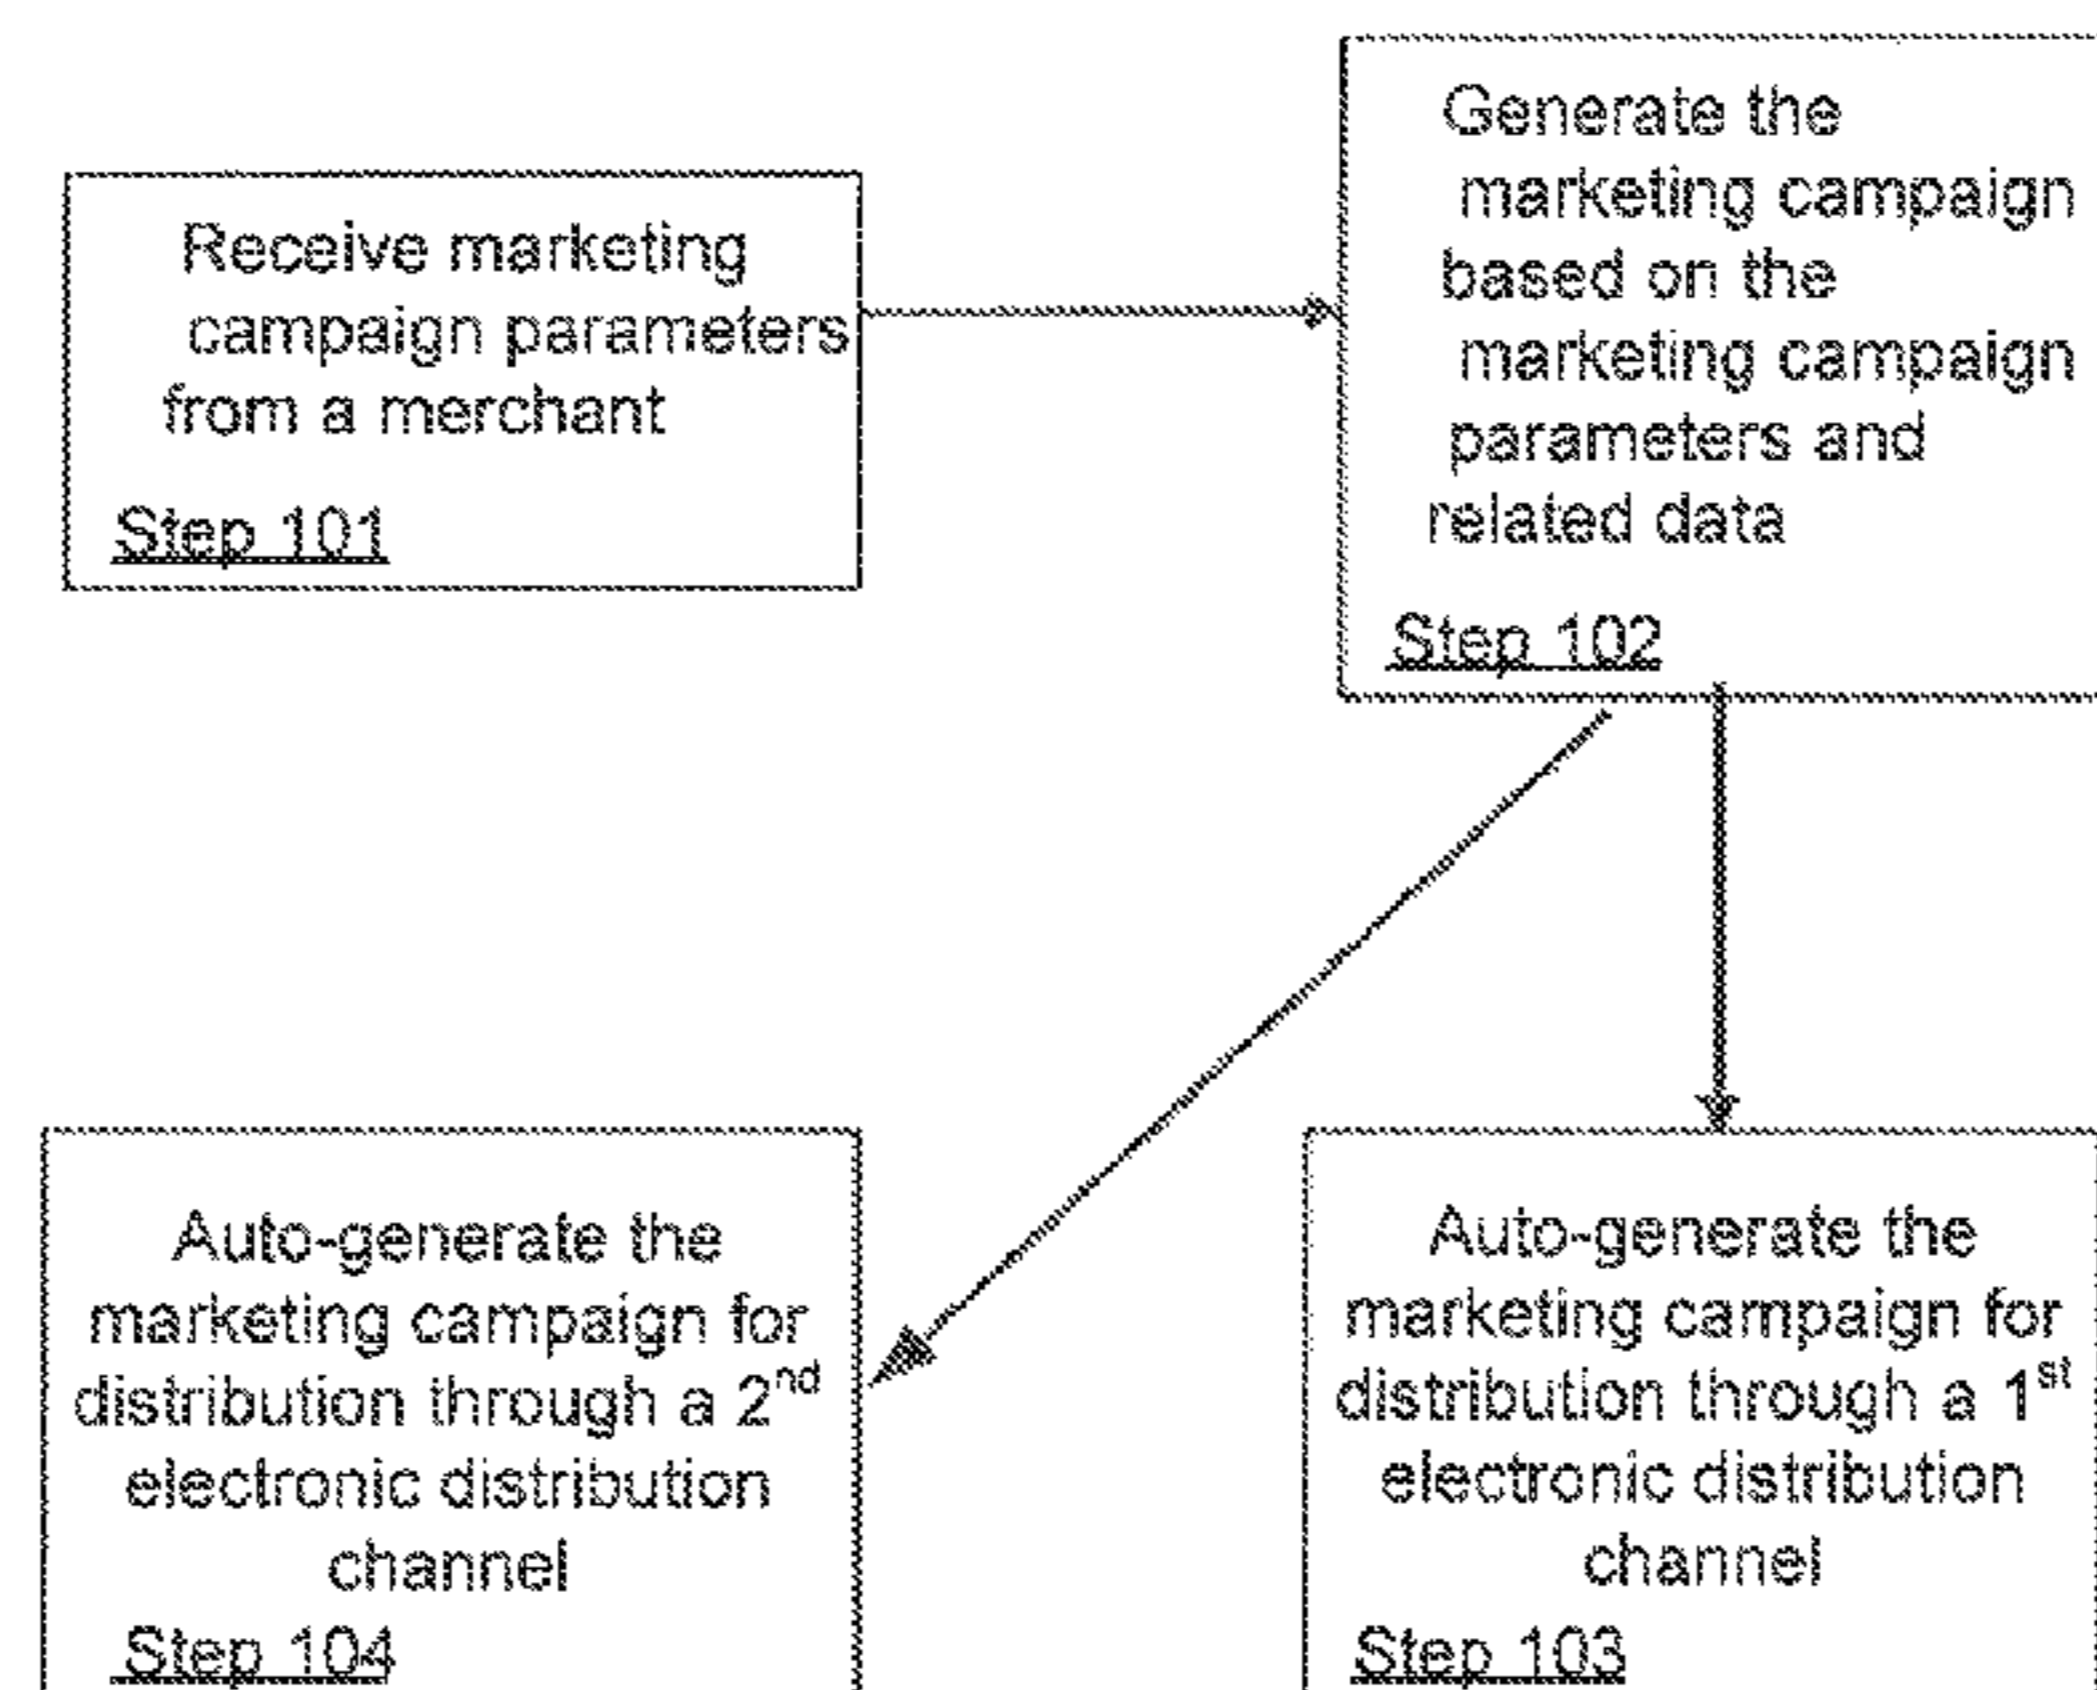 Receive marketing
campaign parameters
from a merchant
Step 101
Generate the
marketing campaign
based on the
marketing campaign
parameters and
related data
Step 102
Auto-generate the
marketing campaign for
distribution through a 2nd
electronic distribution
channel
Step 104
Auto-generate the
marketing campaign for
distribution through a 1st
electronic distribution
channel
Step 103